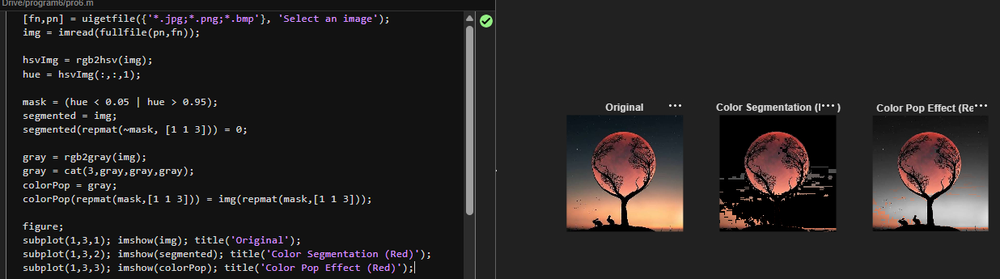 Drive/program6/pro6.m
[fn,pn] = uigetfile({'*.jpg;*.png;*.bmp'}, 'Select an image');
img = imread(fullfile(pn,fn));
hsvImg = rgb2hsv(img);
hue = hsvImg(:,:,1);
mask = (hue < 0.05 | hue > 0.95);
segmented = img;
segmented(repmat(~mask, [1 1 3])) = 0;
gray = rgb2gray(img);
gray = cat(3,gray,gray,gray);
colorPop = gray;
colorPop(repmat(mask,[1 1 3])) = img(repmat(mask,[1 1 3]));
figure;
subplot(1,3,1); imshow(img); title('Original');
subplot(1,3,2); imshow(segmented); title('Color Segmentation (Red)');
subplot(1,3,3); imshow(colorPop); title('Color Pop Effect (Red)');
Original
Color Segmentation ( )
Color Pop Effect (Re